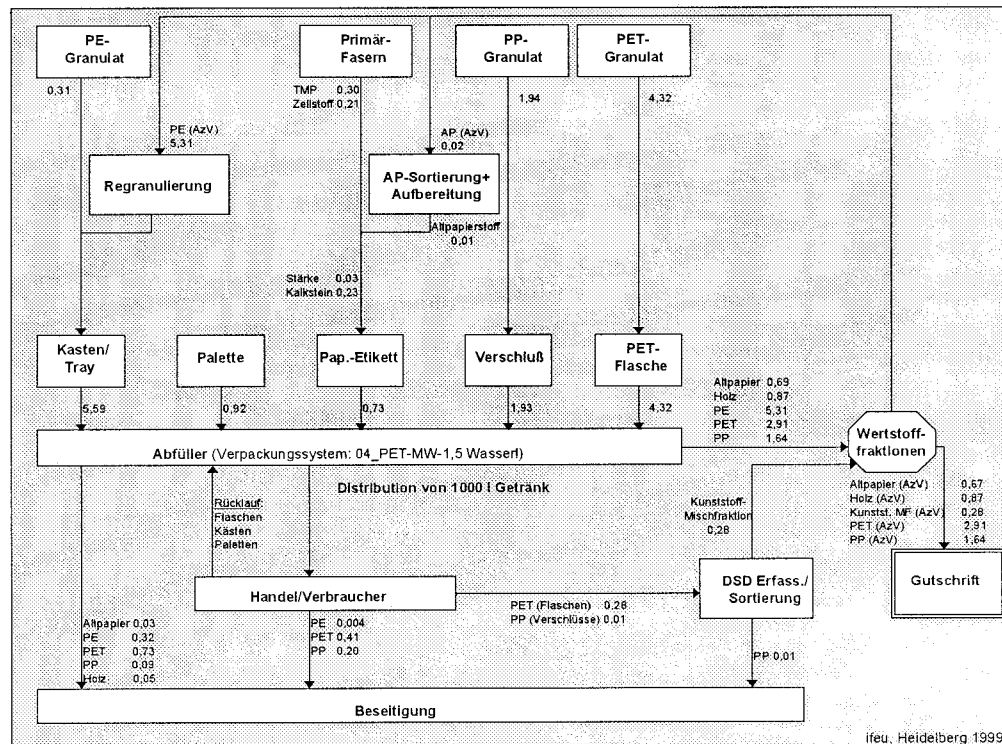 PE-
Granulat
Primär-
Fasern
PP-
Granulat
PET-
Granulat
0,31
TMP 0,30
Zellstoff 0,21
1,94
4,32
PE (AzV)
5,31
AP (AzV)
0,02
Regranulierung
AP-Sortierung+
Aufbereitung
Altpapierstoff
0,01
Stärke 0,03
Kalkstein 0,23
Kasten/
Tray
Palette
Pap.-Etikett
Verschluß
PET-
Flasche
5,59
0,92
0,73
1,93
4,32
Altpapier 0,69
Holz 0,87
PE 5,31
PET 2,91
PP 1,64
Wertstoff-
fraktionen
Abfüller (Verpackungssystem: 04_PET-MW-1,5 Wasserl)
Distribution von 1000 l Getränk
Rücklauf:
Flaschen
Kästen
Paletten
Kunststoff-
Mischfraktion
0,28
Altpapier (AzV) 0,67
Holz (AzV) 0,87
Kunstst. MF (AzV) 0,28
PET (AzV) 2,91
PP (AzV) 1,64
Handel/Verbraucher
DSD Erfass./
Sortierung
Gutschrift
PET (Flaschen) 0,28
PP (Verschlüsse) 0,01
Altpapier 0,03
PE 0,32
PET 0,73
PP 0,09
Holz 0,05
PE 0,004
PET 0,41
PP 0,20
PP 0,01
Beseitigung
ifeu, Heidelberg 1999